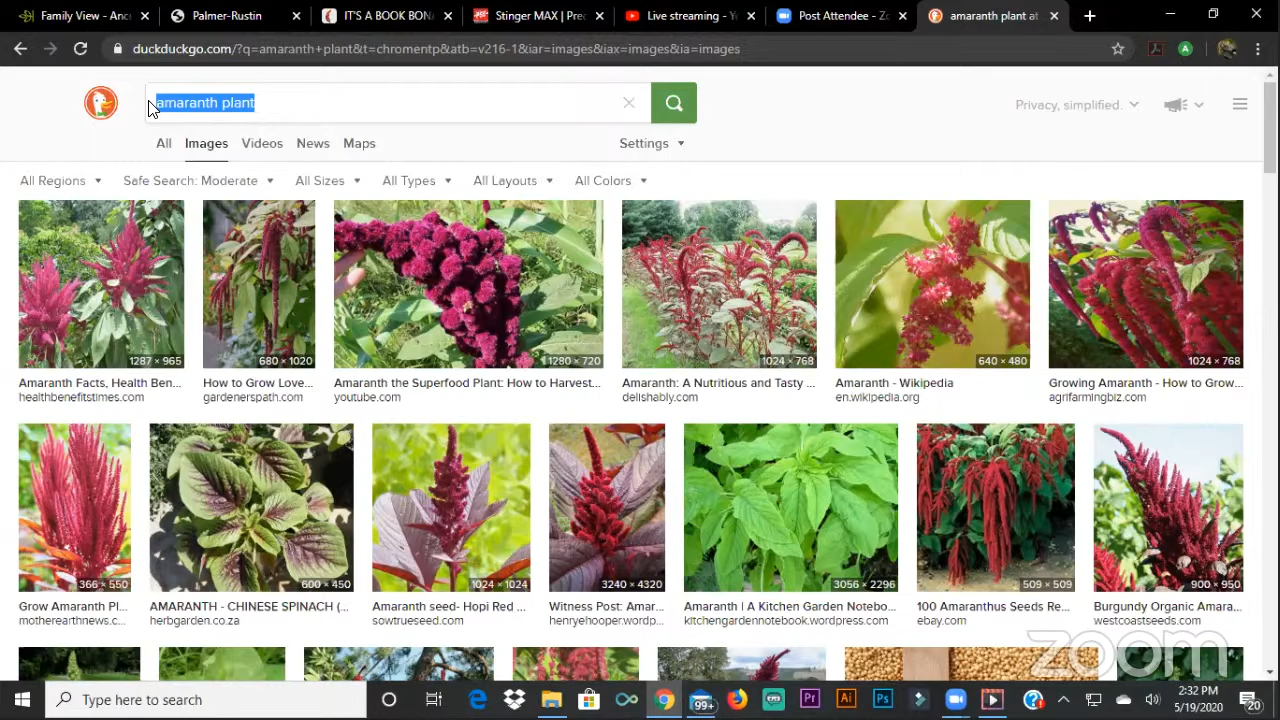 Family View - Anc
Palmer-Rustin
IT'S A BOOK BON
Stinger MAX | Prec
Live streaming - Yo
Post Attendee - Zo
amaranth plant at
duckduckgo.com/?q=amaranth+plant&t=chromentp&atb=v216-1&iar=images&iax=images&ia=images
amaranth plant
Privacy, simplified.
All Images Videos News Maps Settings
All Regions Safe Search: Moderate All Sizes All Types All Layouts All Colors
1287 × 965
680 × 1020
1280 × 720
1024 × 768
640 × 480
1024 × 768
Amaranth Facts, Health Ben...
healthbenefitstimes.com
How to Grow Love...
gardenerspath.com
Amaranth the Superfood Plant: How to Harvest...
youtube.com
Amaranth: A Nutritious and Tasty ...
delishably.com
Amaranth - Wikipedia
en.wikipedia.org
Growing Amaranth - How to Grow...
agrifarmingbiz.com
366 × 550
600 × 450
1024 × 1024
3240 × 4320
3056 × 2296
509 × 509
900 × 950
Grow Amaranth Pl...
motherearthnews.c...
AMARANTH - CHINESE SPINACH (...
herbgarden.co.za
Amaranth seed- Hopi Red ...
sowtrueseed.com
Witness Post: Amar...
henryehooper.wordp...
Amaranth | A Kitchen Garden Notebo...
kitchengardennotebook.wordpress.com
100 Amaranthus Seeds Re...
ebay.com
Burgundy Organic Amara...
westcoastseeds.com
zoom
Type here to search
99+
Pr
Ai
Ps
2:32 PM
5/19/2020
20